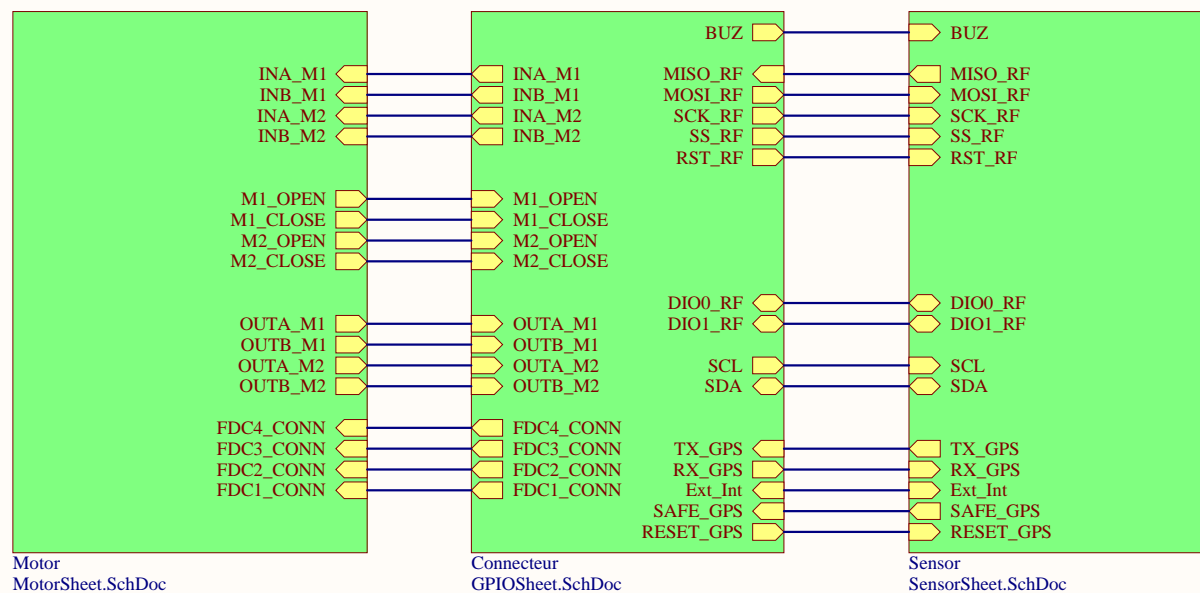 BUZ BUZ
INA_M1 INA_M1 MISO_RF MISO_RF
INB_M1 INB_M1 MOSI_RF MOSI_RF
INA_M2 INA_M2 SCK_RF SCK_RF
INB_M2 INB_M2 SS_RF SS_RF
RST_RF RST_RF
M1_OPEN M1_OPEN
M1_CLOSE M1_CLOSE
M2_OPEN M2_OPEN
M2_CLOSE M2_CLOSE
DIO0_RF DIO0_RF
OUTA_M1 OUTA_M1 DIO1_RF DIO1_RF
OUTB_M1 OUTB_M1
OUTA_M2 OUTA_M2 SCL SCL
OUTB_M2 OUTB_M2 SDA SDA
FDC4_CONN FDC4_CONN
FDC3_CONN FDC3_CONN TX_GPS TX_GPS
FDC2_CONN FDC2_CONN RX_GPS RX_GPS
FDC1_CONN FDC1_CONN Ext_Int Ext_Int
SAFE_GPS SAFE_GPS
RESET_GPS RESET_GPS
Motor Connecteur Sensor
MotorSheet.SchDoc GPIOSheet.SchDoc SensorSheet.SchDoc